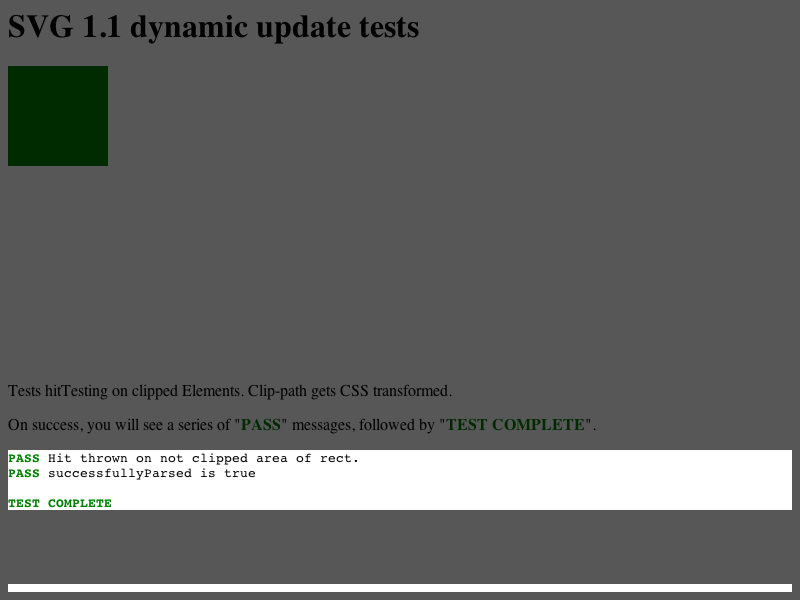 SVG 1.1 dynamic update tests
Tests hitTesting on clipped Elements. Clip-path gets CSS transformed.
On success, you will see a series of "PASS" messages, followed by "TEST COMPLETE".
PASS Hit thrown on not clipped area of rect.
PASS successfullyParsed is true
TEST COMPLETE